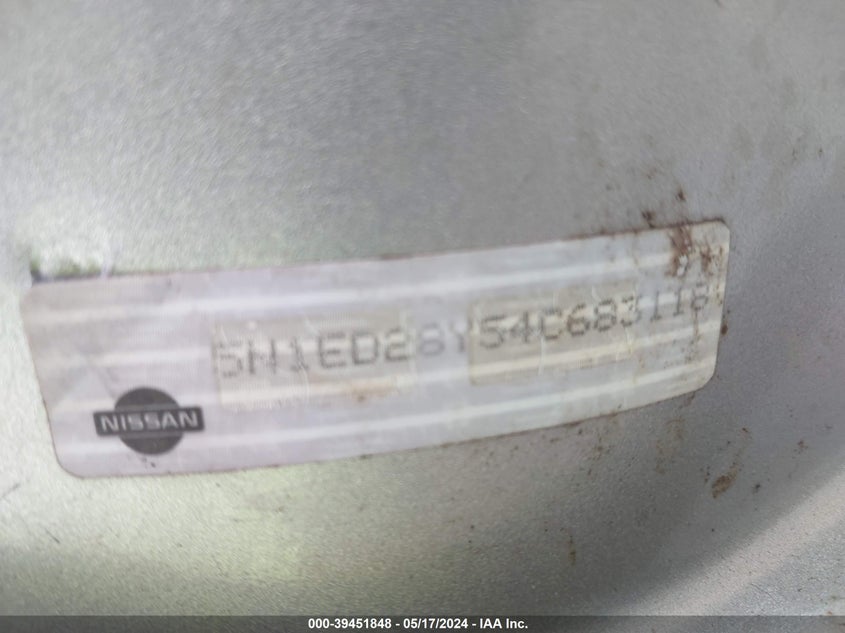 5N1ED28Y54C683118
NISSAN
000-39451848 - 05/17/2024 - IAA Inc.